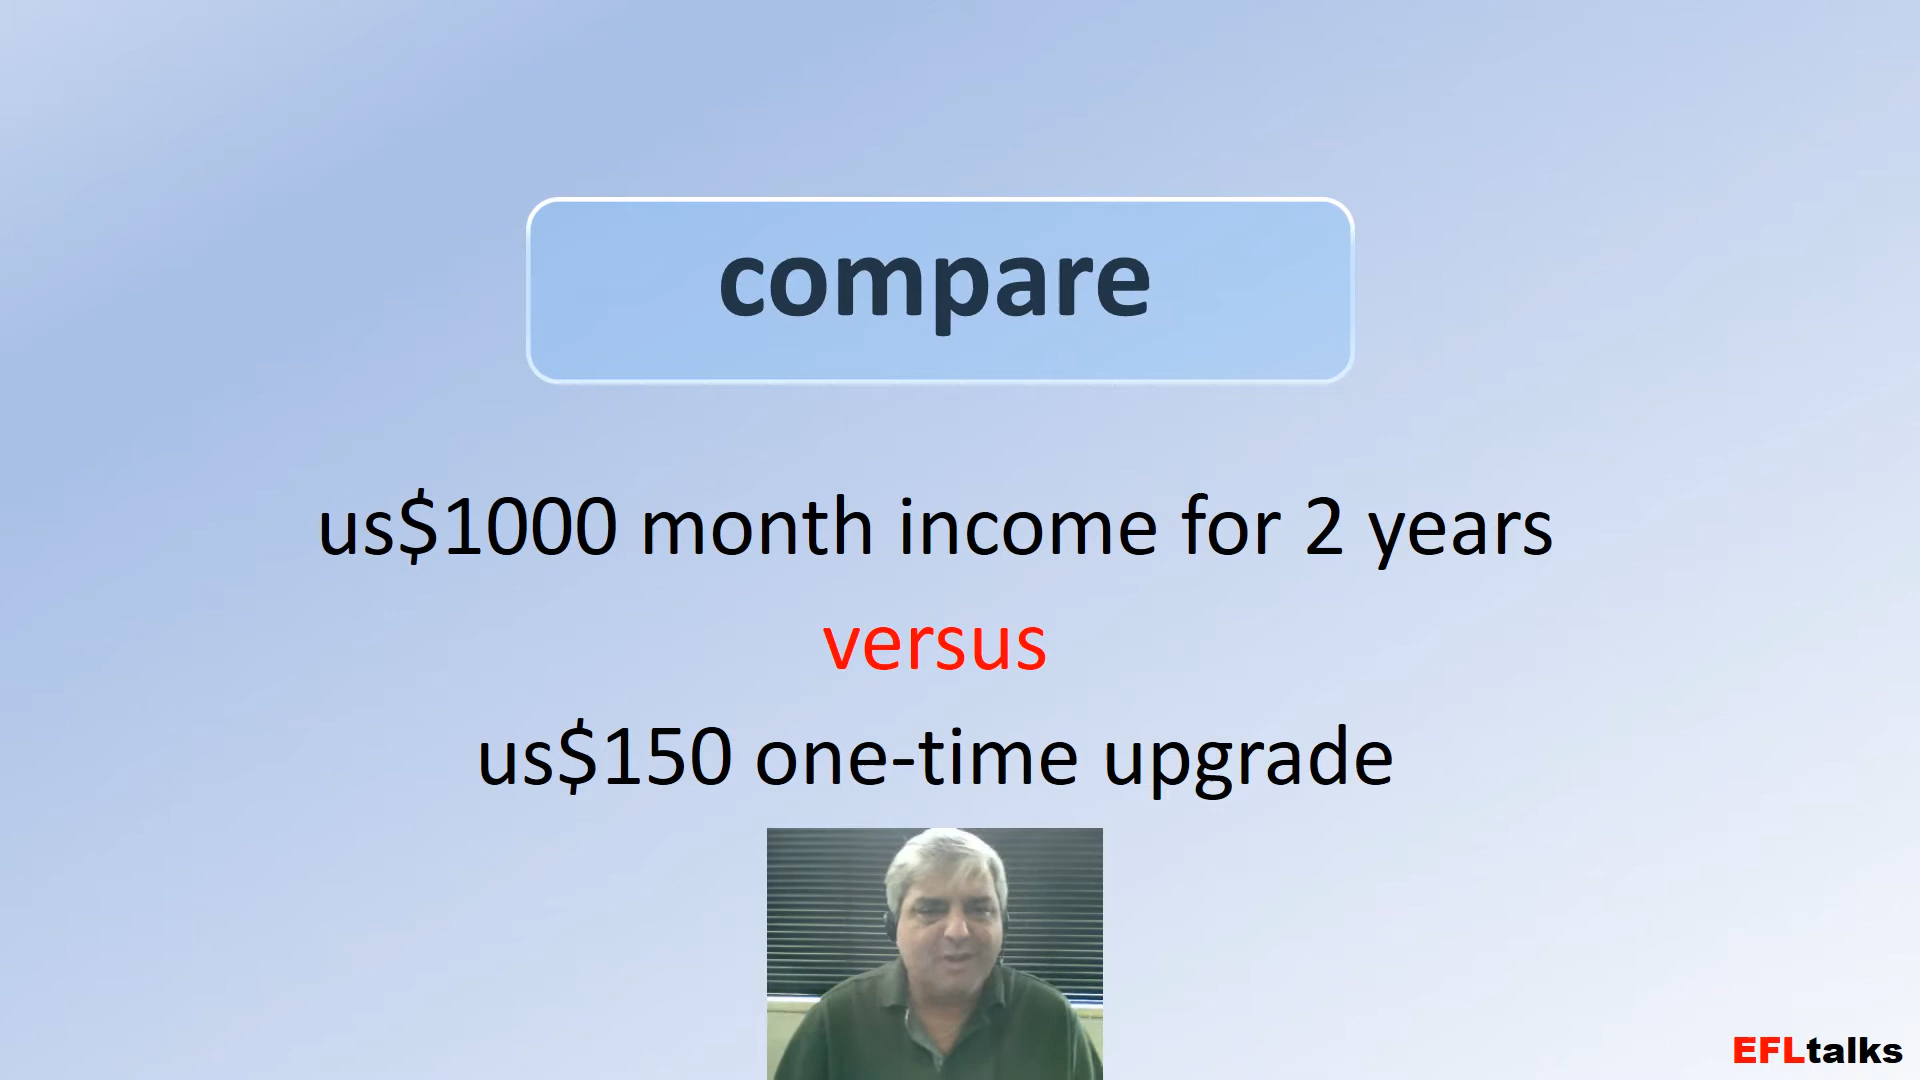 compare
us$1000 month income for 2 years
versus
us$150 one-time upgrade
EFLtalks